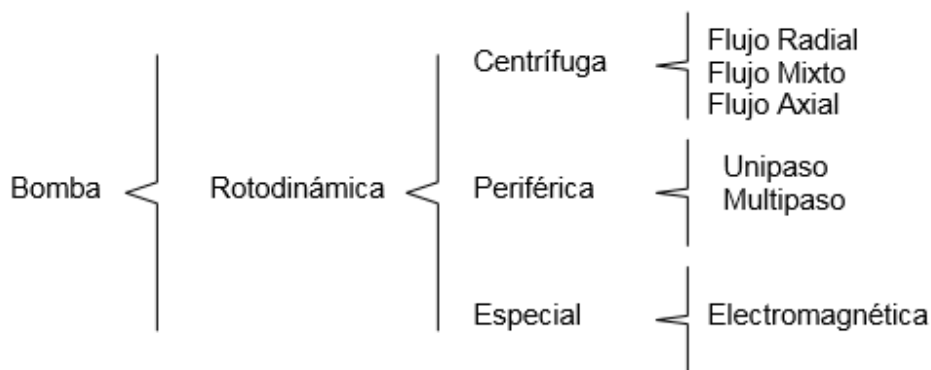 Bomba
Rotodinámica
Centrífuga
Flujo Radial
Flujo Mixto
Flujo Axial
Periférica
Unipaso
Multipaso
Especial
Electromagnética